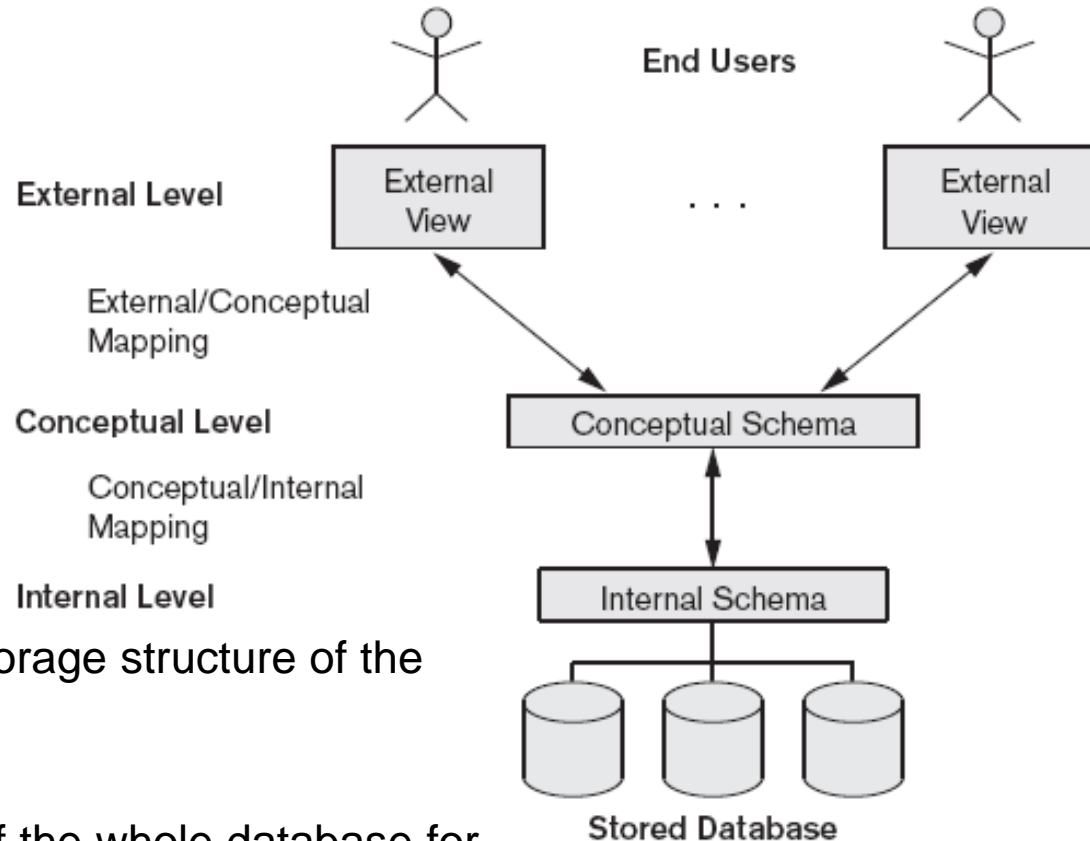 End Users
External Level
External
View
. . .
External
View
External/Conceptual
Mapping
Conceptual Level
Conceptual Schema
Conceptual/Internal
Mapping
Internal Level
Internal Schema
structure of the
Stored Database
of the whole database for